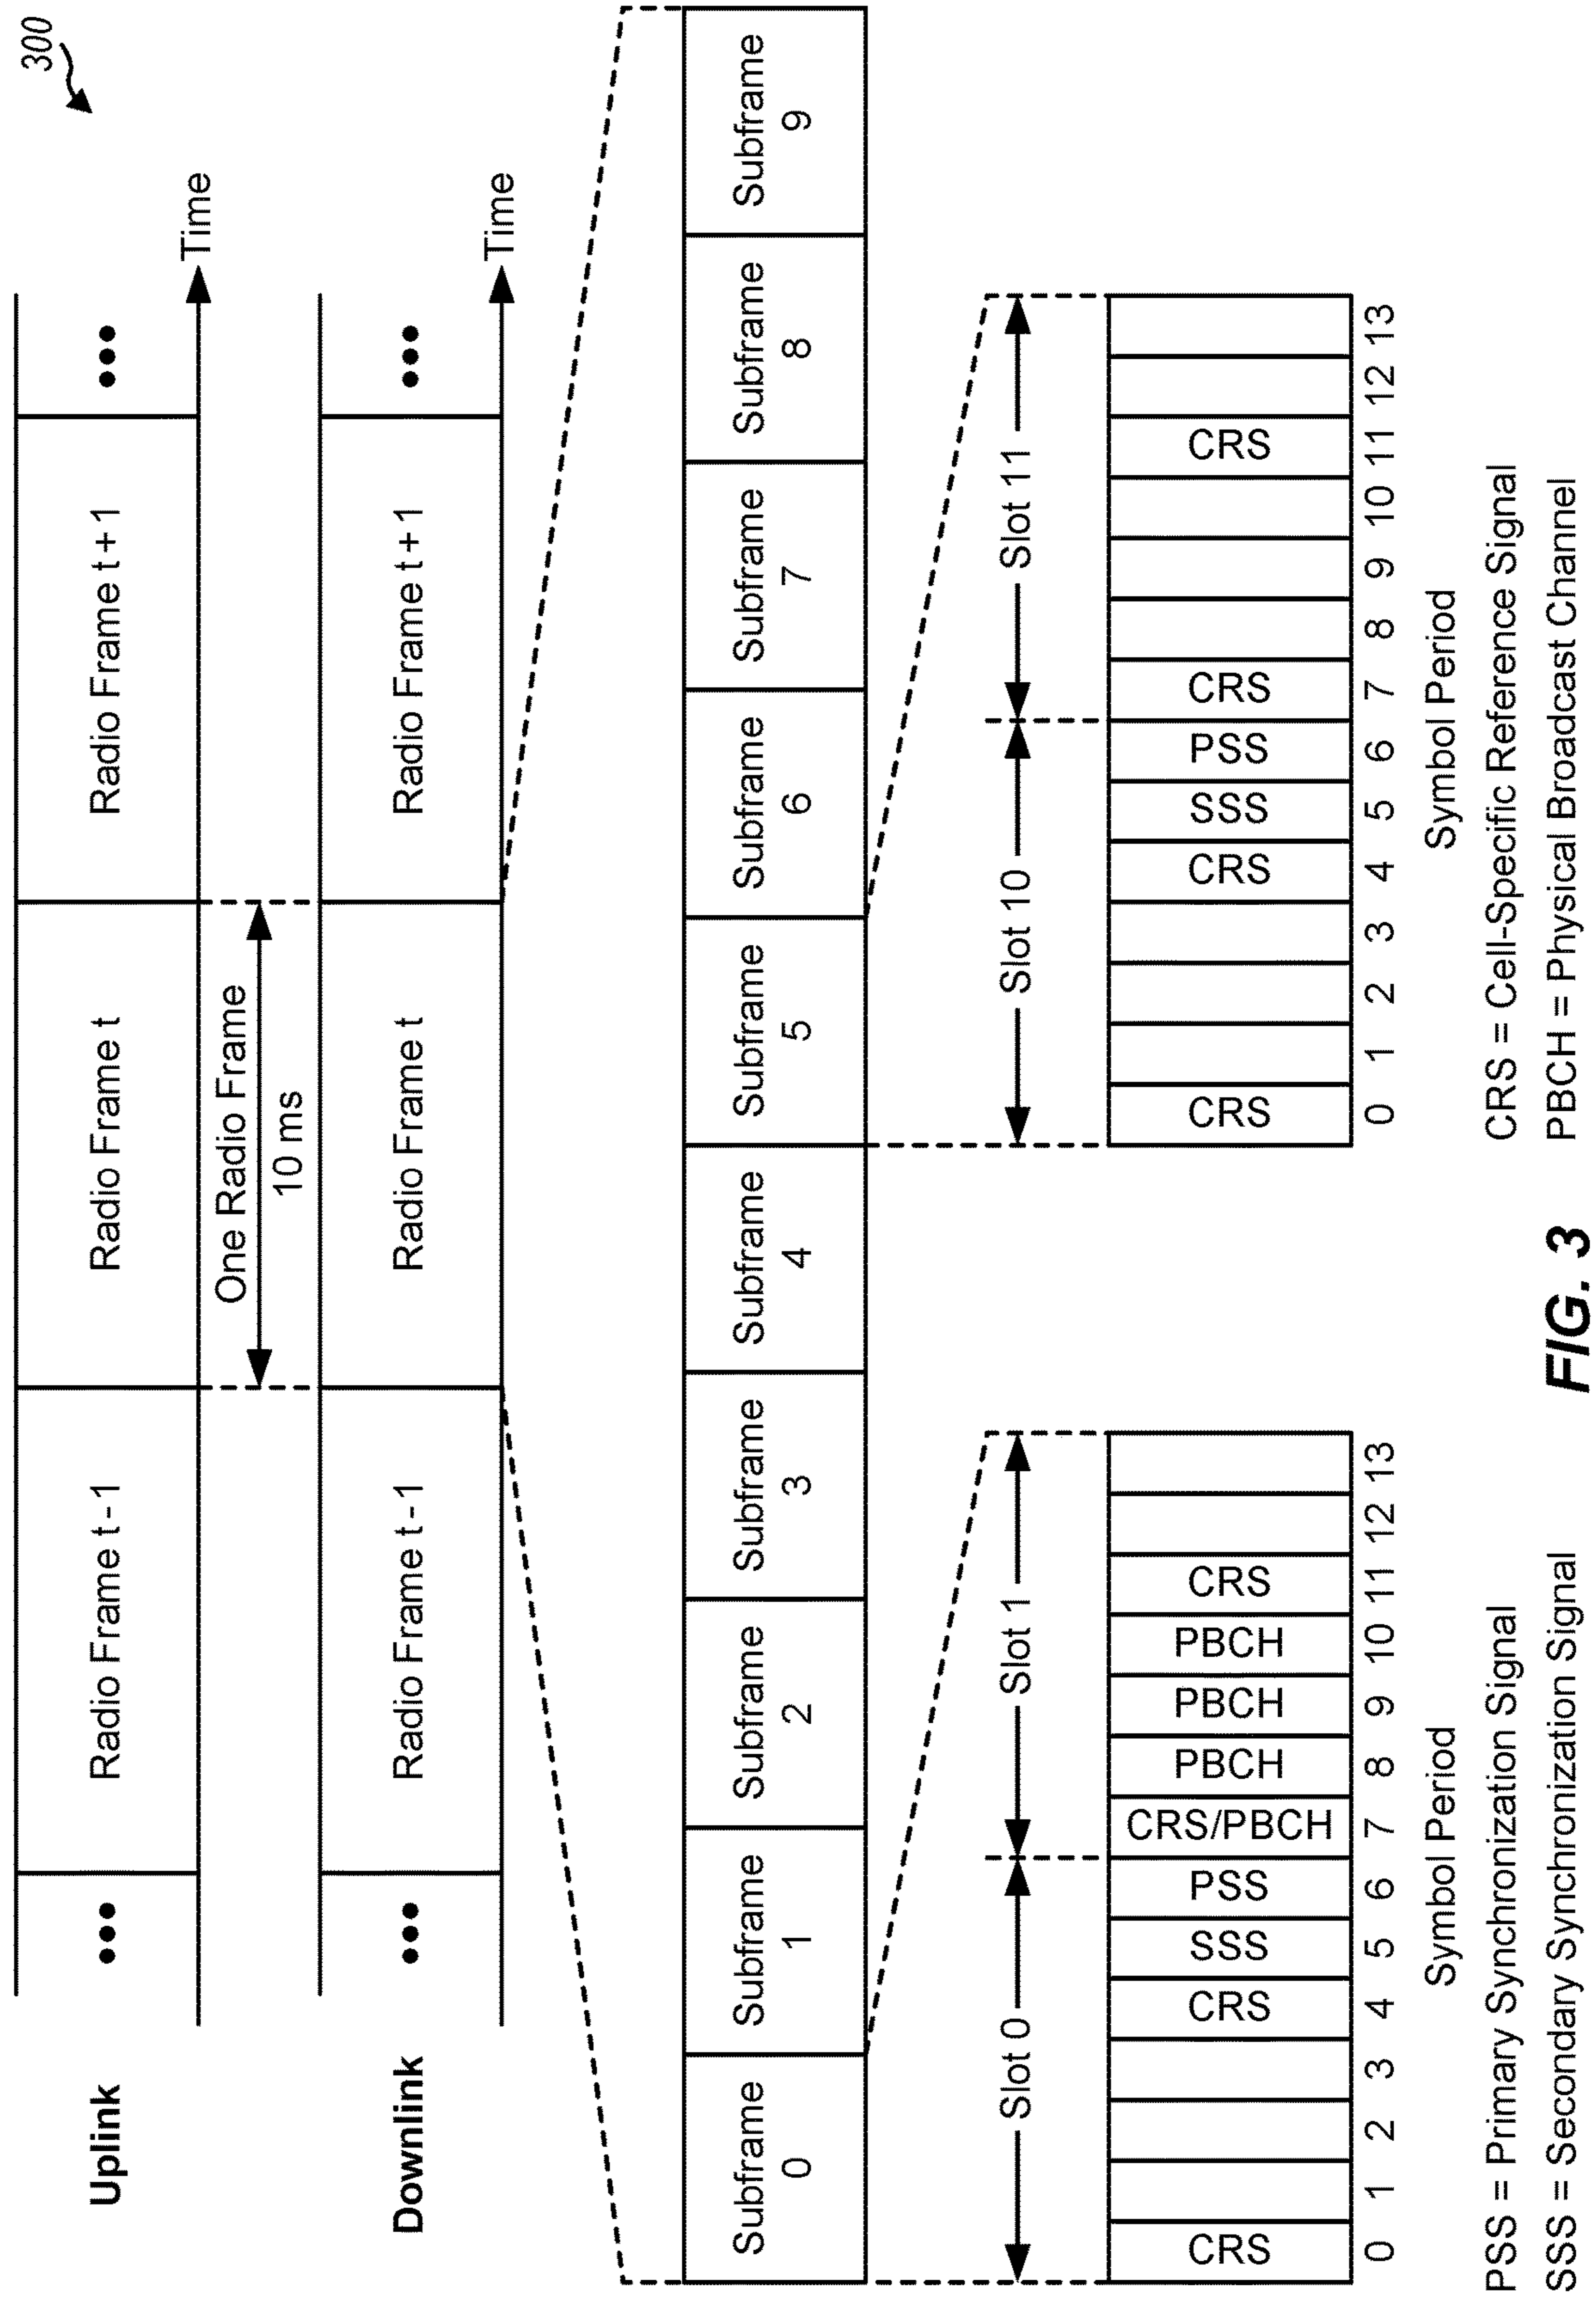 300
Uplink
••• Radio Frame t - 1 Radio Frame t Radio Frame t + 1 •••
Time
One Radio Frame
10 ms
Downlink
••• Radio Frame t - 1 Radio Frame t Radio Frame t + 1 •••
Time
Subframe Subframe Subframe Subframe Subframe Subframe Subframe Subframe Subframe Subframe
0 1 2 3 4 5 6 7 8 9
Slot 0 Slot 1
CRS CRS SSS PSS CRS/PBCH PBCH PBCH PBCH CRS
0 1 2 3 4 5 6 7 8 9 10 11 12 13
Symbol Period
Slot 10 Slot 11
CRS CRS SSS PSS CRS CRS
0 1 2 3 4 5 6 7 8 9 10 11 12 13
Symbol Period
PSS = Primary Synchronization Signal
SSS = Secondary Synchronization Signal
CRS = Cell-Specific Reference Signal
PBCH = Physical Broadcast Channel
FIG. 3